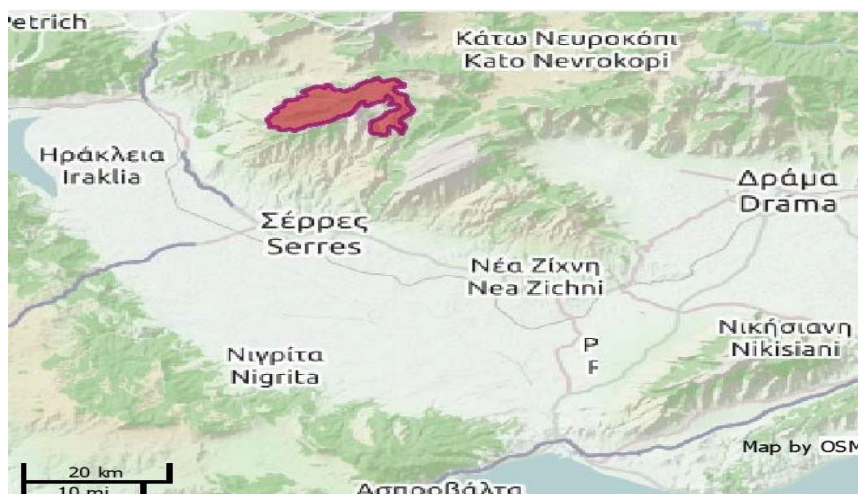 Petrich
Κάτω Νευροκόπι
Kato Nevrokopi
Ηράκλεια
Iraklia
Δράμα
Drama
Σέρρες
Serres
Νέα Ζίχνη
Nea Zichni
Νικήσιανη
Nikisiani
Νιγρίτα
Nigrita
Map by OSM
20 km
10 mi
Ασπροβάλτα